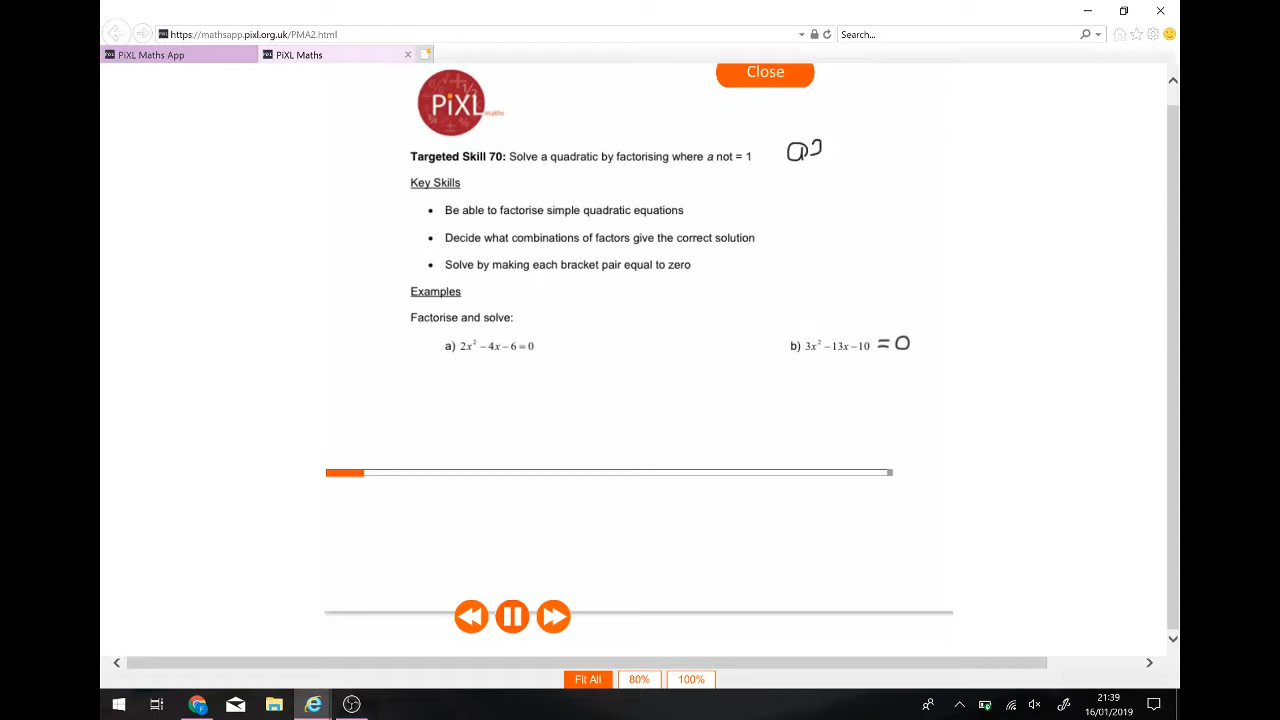 https://mathsapp.pixl.org.uk/PMA2.html
Search...
PiXL Maths App
PiXL Maths
Close
PiXL
maths
Targeted Skill 70: Solve a quadratic by factorising where a not = 1
Key Skills
• Be able to factorise simple quadratic equations
• Decide what combinations of factors give the correct solution
• Solve by making each bracket pair equal to zero
Examples
Factorise and solve:
a) 2x² – 4x – 6 = 0
b) 3x² – 13x – 10 = 0
Fit All
80%
100%
21:39
16/01/2019